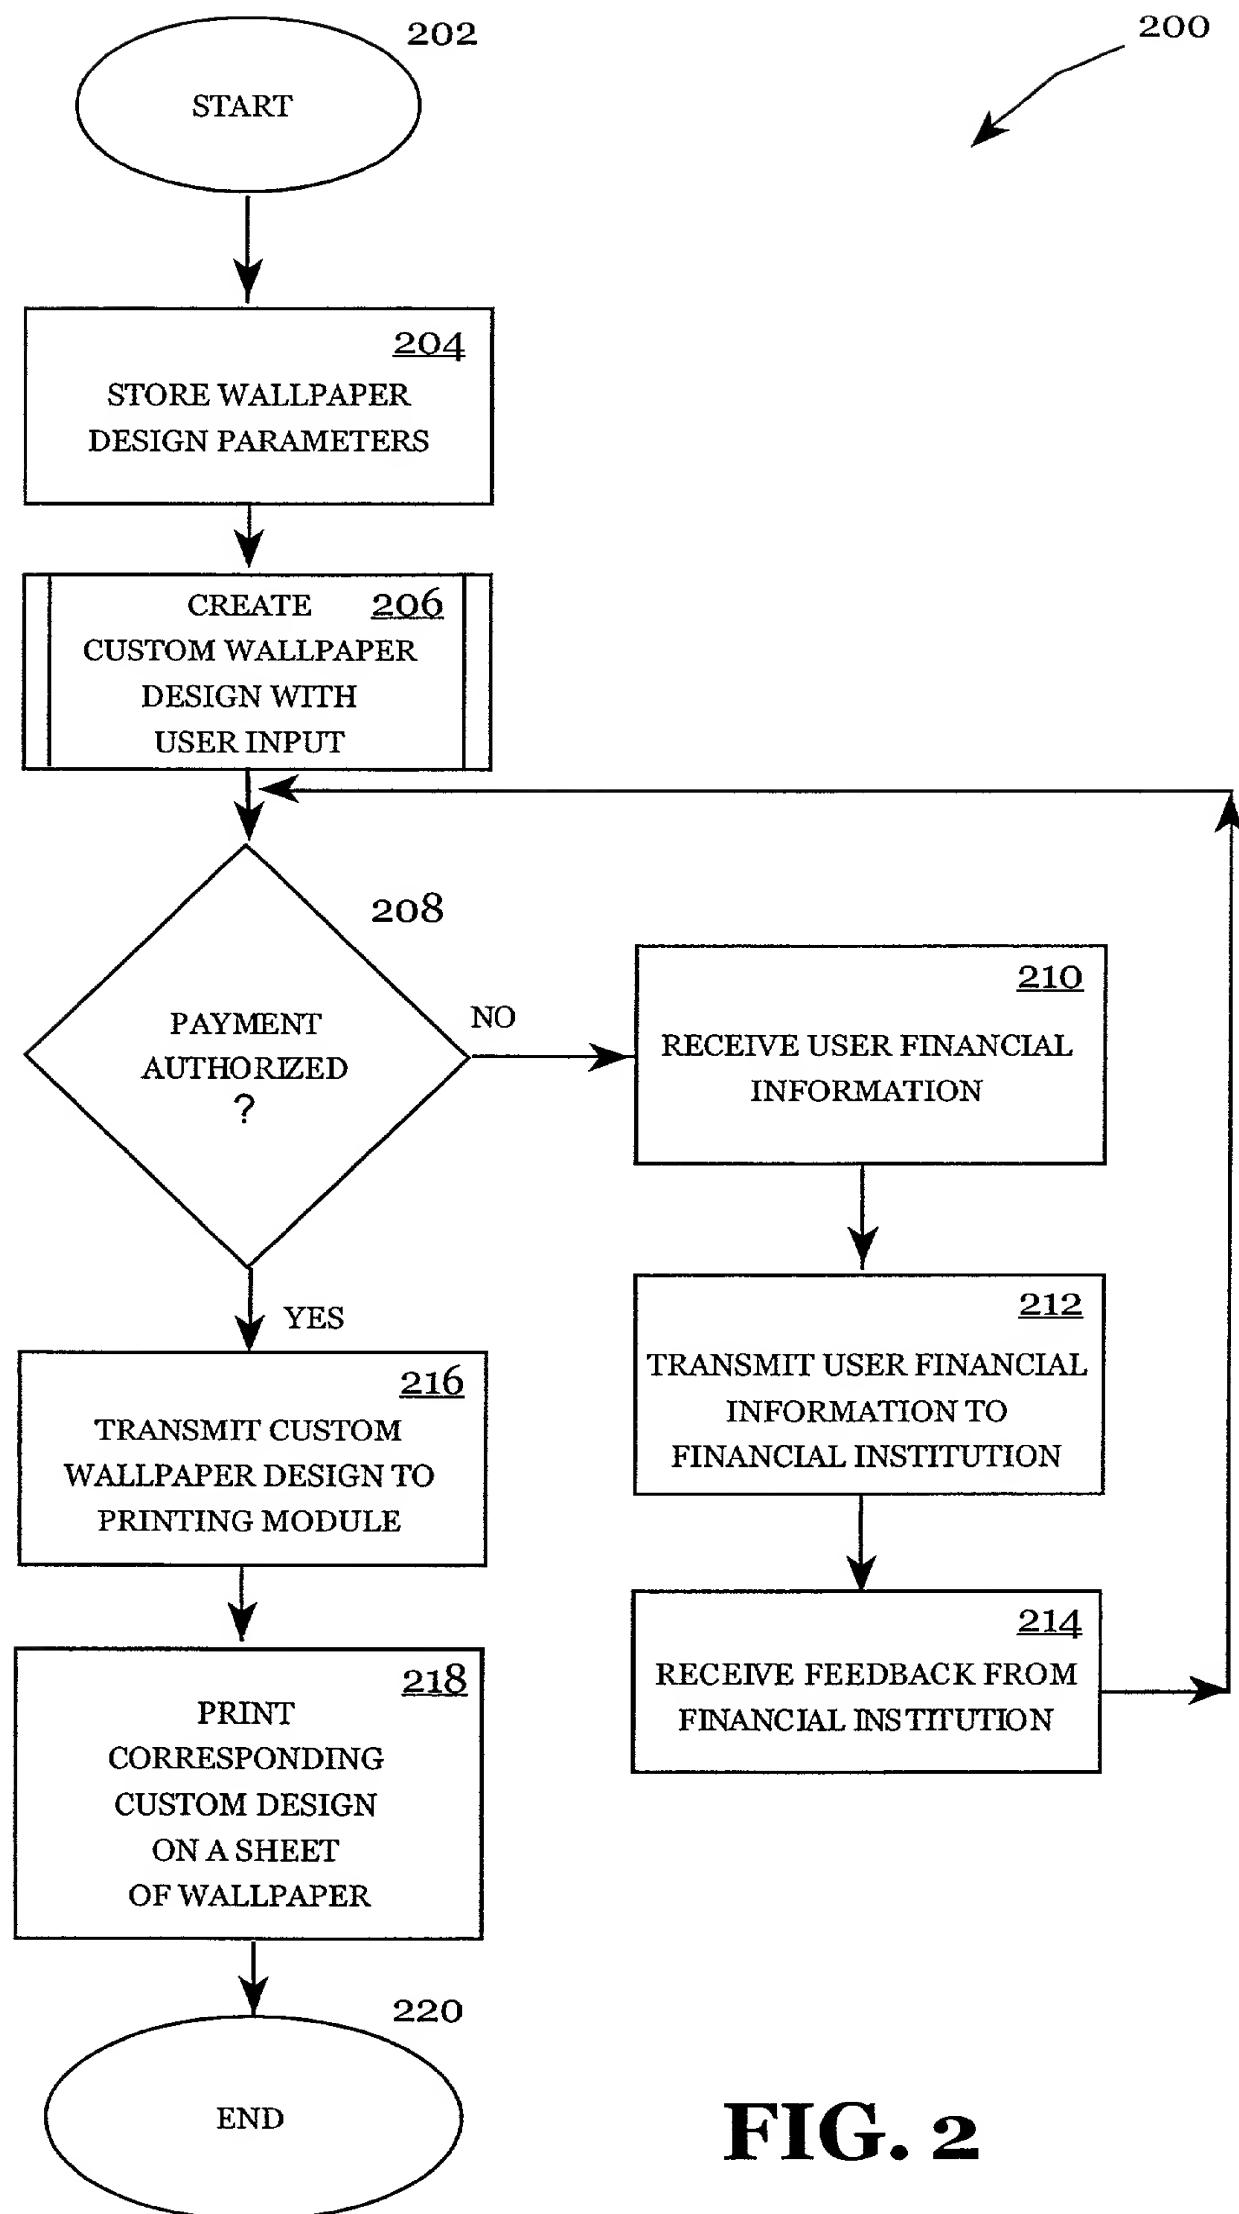 202
200
START
204
STORE WALLPAPER
DESIGN PARAMETERS
CREATE 206
CUSTOM WALLPAPER
DESIGN WITH
USER INPUT
208
PAYMENT
AUTHORIZED
?
NO
210
RECEIVE USER FINANCIAL
INFORMATION
212
TRANSMIT USER FINANCIAL
INFORMATION TO
FINANCIAL INSTITUTION
214
RECEIVE FEEDBACK FROM
FINANCIAL INSTITUTION
YES
216
TRANSMIT CUSTOM
WALLPAPER DESIGN TO
PRINTING MODULE
218
PRINT
CORRESPONDING
CUSTOM DESIGN
ON A SHEET
OF WALLPAPER
220
END
FIG. 2